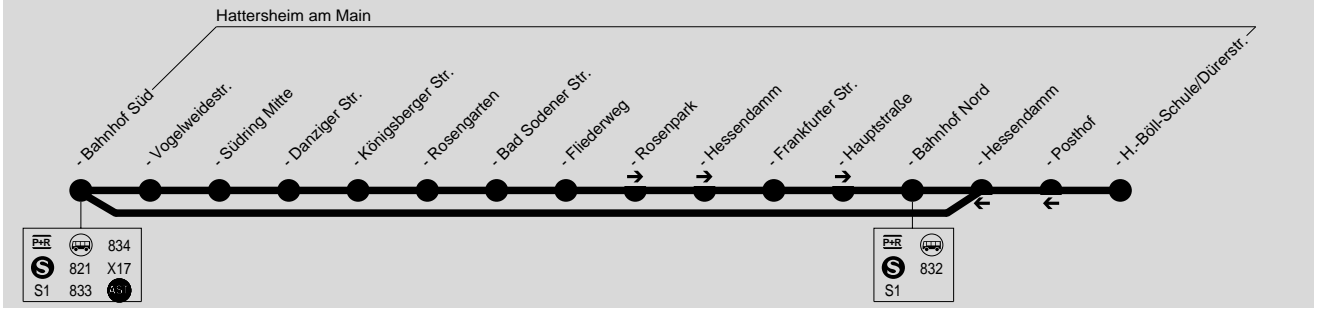 Hattersheim am Main
- Bahnhof Süd
- Vogelweidestr.
- Südring Mitte
- Danziger Str.
- Königsberger Str.
- Rosengarten
- Bad Sodener Str.
- Fliederweg
- Rosenpark
- Hessendamm
- Frankfurter Str.
- Hauptstraße
- Bahnhof Nord
- Hessendamm
- Posthof
- H.-Böll-Schule/Dürerstr.
P+R 834
S 821 X17
S1 833 AST
P+R
S 832
S1